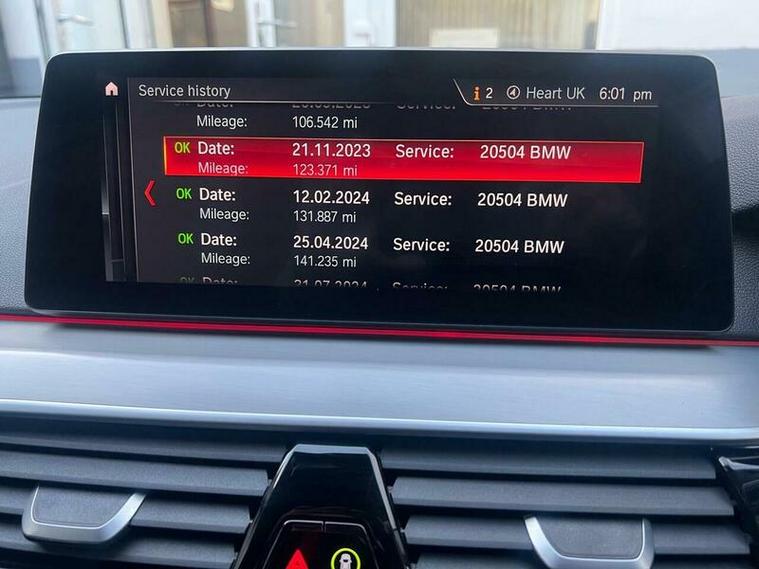 Service history
i 2 Heart UK 6:01 pm
Mileage: 106.542 mi
OK Date: 21.11.2023 Service: 20504 BMW
Mileage: 123.371 mi
OK Date: 12.02.2024 Service: 20504 BMW
Mileage: 131.887 mi
OK Date: 25.04.2024 Service: 20504 BMW
Mileage: 141.235 mi